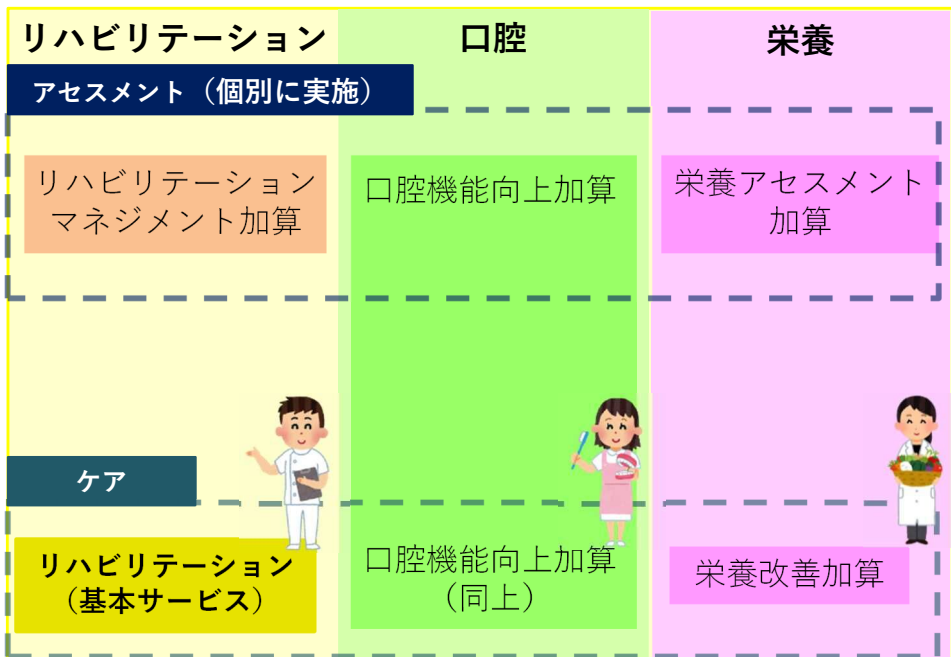 リハビリテーション
口腔
栄養
アセスメント（個別に実施）
リハビリテーション
マネジメント加算
口腔機能向上加算
栄養アセスメント
加算
ケア
リハビリテーション
（基本サービス）
口腔機能向上加算
（同上）
栄養改善加算